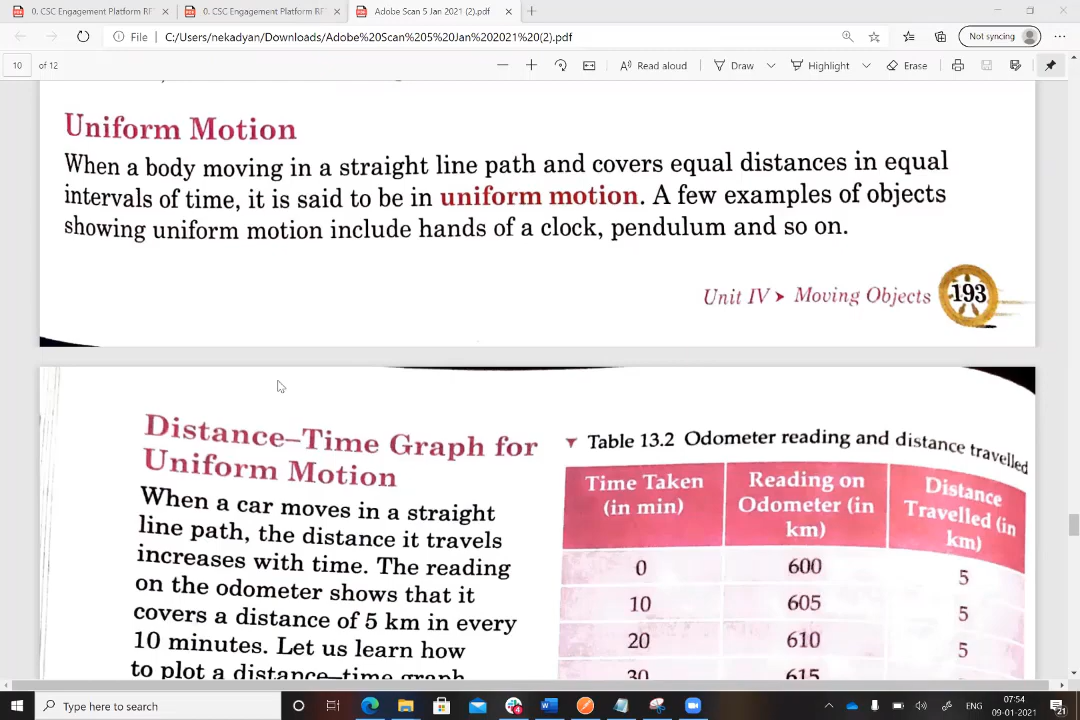 0. CSC Engagement Platform RF
0. CSC Engagement Platform RF
Adobe Scan 5 Jan 2021 (2).pdf
File
C:/Users/nekadyan/Downloads/Adobe%20Scan%205%20Jan%202021%20(2).pdf
Not syncing
10 of 12
Read aloud
Draw
Highlight
Erase
Uniform Motion
When a body moving in a straight line path and covers equal distances in equal
intervals of time, it is said to be in uniform motion. A few examples of objects
showing uniform motion include hands of a clock, pendulum and so on.
Unit IV > Moving Objects 193
Distance–Time Graph for
Uniform Motion
When a car moves in a straight
line path, the distance it travels
increases with time. The reading
on the odometer shows that it
covers a distance of 5 km in every
10 minutes. Let us learn how
to plot a distance–time graph
Table 13.2 Odometer reading and distance travelled
Time Taken
(in min)
Reading on
Odometer (in
km)
Distance
Travelled (in
km)
0 600 5
10 605 5
20 610 5
30 615
Type here to search
ENG
07:54
09-01-2021
21